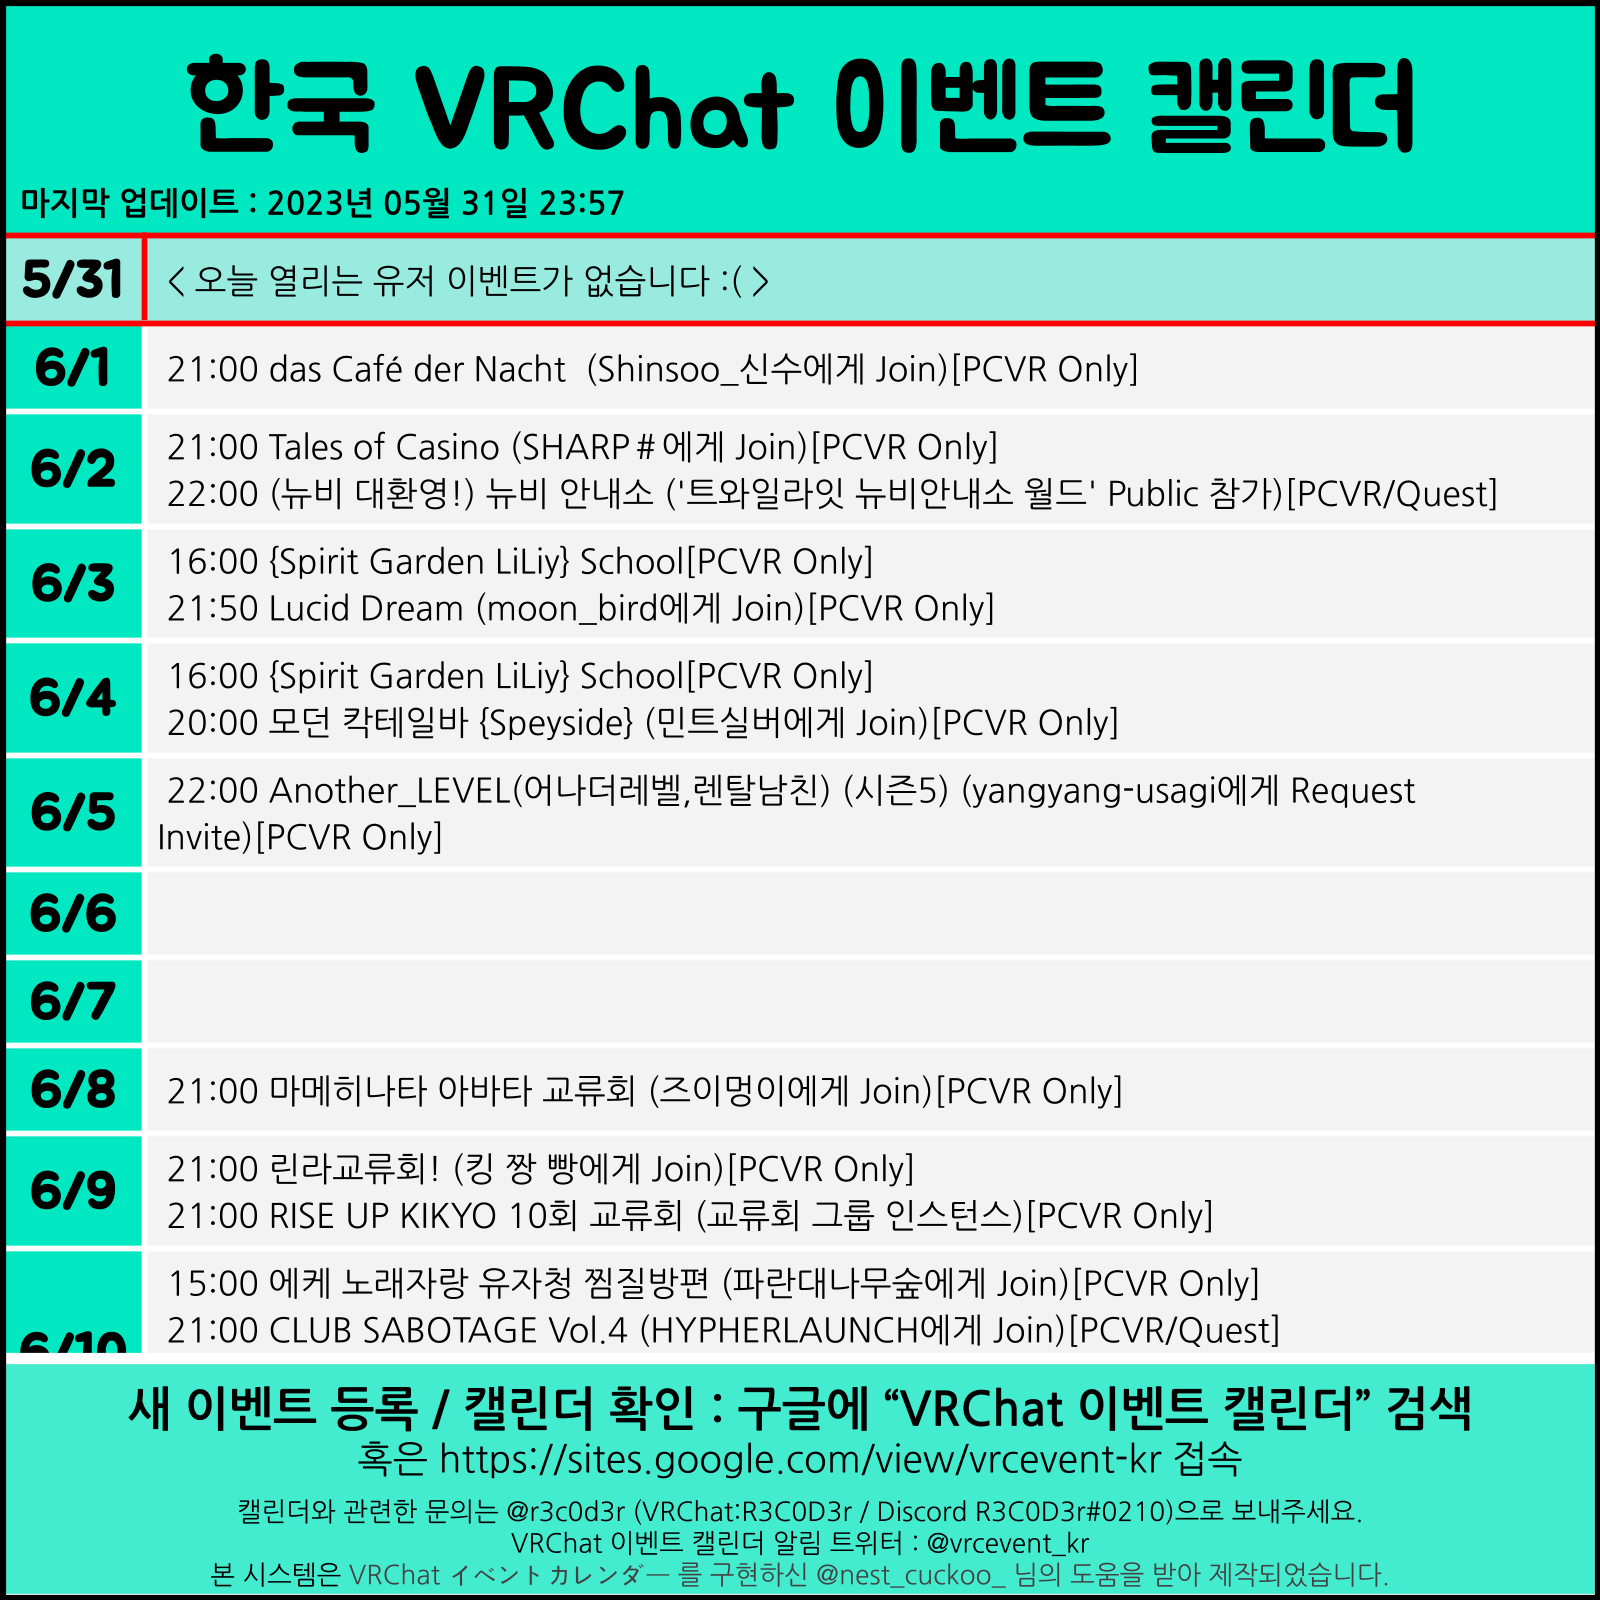 한국 VRChat 이벤트 캘린더
마지막 업데이트 : 2023년 05월 31일 23:57
5/31
< 오늘 열리는 유저 이벤트가 없습니다 :( >
6/1
21:00 das Café der Nacht  (Shinsoo_신수에게 Join)[PCVR Only]
6/2
21:00 Tales of Casino (SHARP＃에게 Join)[PCVR Only]
22:00 (뉴비 대환영!) 뉴비 안내소 ('트와일라잇 뉴비안내소 월드' Public 참가)[PCVR/Quest]
6/3
16:00 {Spirit Garden LiLiy} School[PCVR Only]
21:50 Lucid Dream (moon_bird에게 Join)[PCVR Only]
6/4
16:00 {Spirit Garden LiLiy} School[PCVR Only]
20:00 모던 칵테일바 {Speyside} (민트실버에게 Join)[PCVR Only]
6/5
22:00 Another_LEVEL(어나더레벨,렌탈남친) (시즌5) (yangyang-usagi에게 Request
Invite)[PCVR Only]
6/6
6/7
6/8
21:00 마메히나타 아바타 교류회 (즈이멍이에게 Join)[PCVR Only]
6/9
21:00 린라교류회! (킹 짱 빵에게 Join)[PCVR Only]
21:00 RISE UP KIKYO 10회 교류회 (교류회 그룹 인스턴스)[PCVR Only]
6/10
15:00 에케 노래자랑 유자청 찜질방편 (파란대나무숲에게 Join)[PCVR Only]
21:00 CLUB SABOTAGE Vol.4 (HYPHERLAUNCH에게 Join)[PCVR/Quest]
새 이벤트 등록 / 캘린더 확인 : 구글에 “VRChat 이벤트 캘린더” 검색
혹은 https://sites.google.com/view/vrcevent-kr 접속
캘린더와 관련한 문의는 @r3c0d3r (VRChat:R3C0D3r / Discord R3C0D3r#0210)으로 보내주세요.
VRChat 이벤트 캘린더 알림 트위터 : @vrcevent_kr
본 시스템은 VRChat イベントカレンダー 를 구현하신 @nest_cuckoo_ 님의 도움을 받아 제작되었습니다.